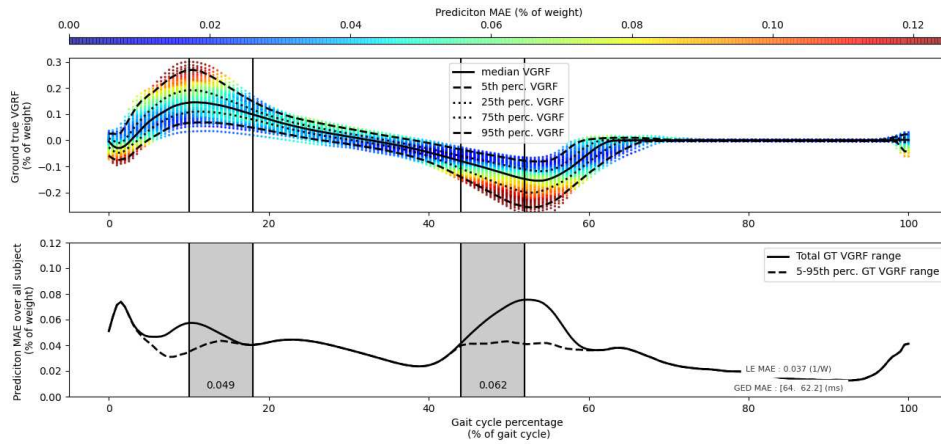 Prediciton MAE (% of weight)
0.00 0.02 0.04 0.06 0.08 0.10 0.12
Ground true VGRF
(% of weight)
0.3
0.2
0.1
0.0
−0.1
−0.2
median VGRF
5th perc. VGRF
25th perc. VGRF
75th perc. VGRF
95th perc. VGRF
0 20 40 60 80 100
Prediciton MAE over all subject
(% of weight)
0.12
0.10
0.08
0.06
0.04
0.02
0.00
Total GT VGRF range
5-95th perc. GT VGRF range
LE MAE : 0.037 (1/W)
GED MAE : [64. 62.2] (ms)
0.049
0.062
0 20 40 60 80 100
Gait cycle percentage
(% of gait cycle)